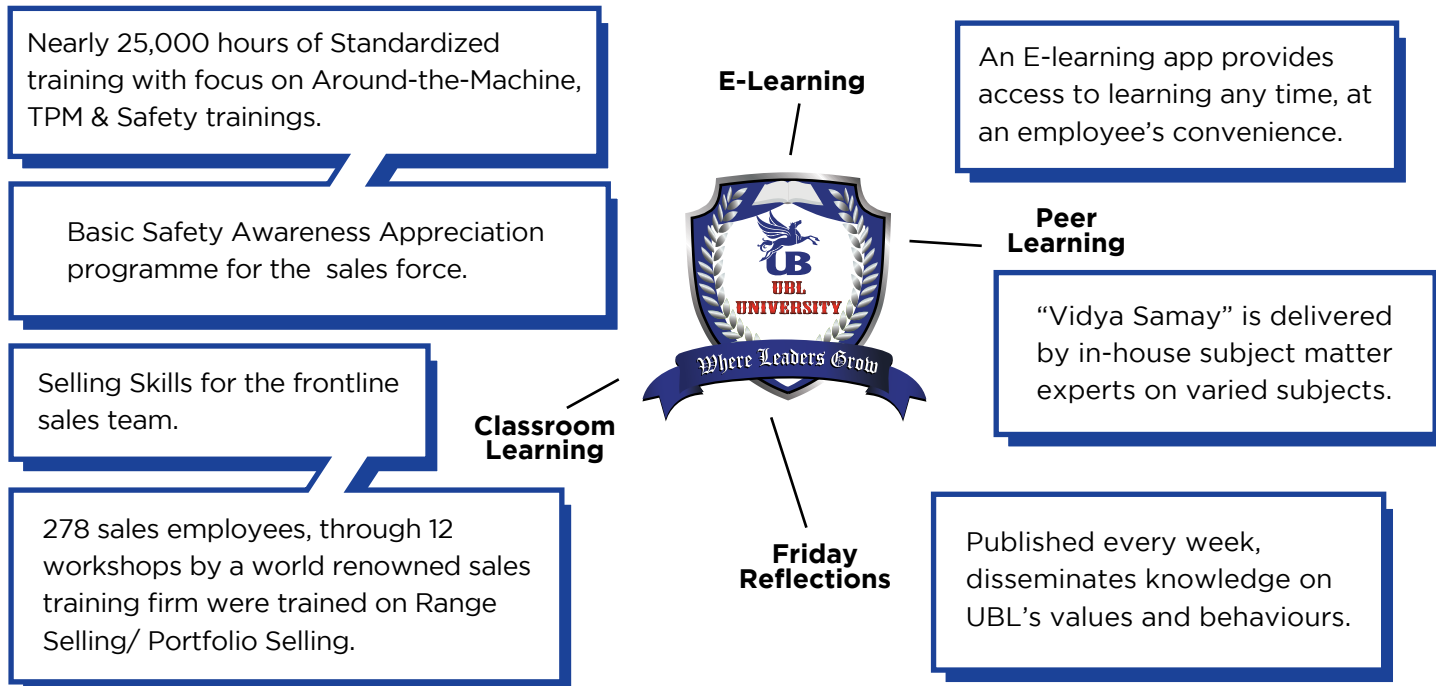 Nearly 25,000 hours of Standardized
training with focus on Around-the-Machine,
TPM & Safety trainings.
Basic Safety Awareness Appreciation
programme for the sales force.
Selling Skills for the frontline
sales team.
278 sales employees, through 12
workshops by a world renowned sales
training firm were trained on Range
Selling/ Portfolio Selling.
Classroom
Learning
E-Learning
UB
UBL
UNIVERSITY
Where Leaders Grow
An E-learning app provides
access to learning any time, at
an employee’s convenience.
Peer
Learning
“Vidya Samay” is delivered
by in-house subject matter
experts on varied subjects.
Friday
Reflections
Published every week,
disseminates knowledge on
UBL’s values and behaviours.